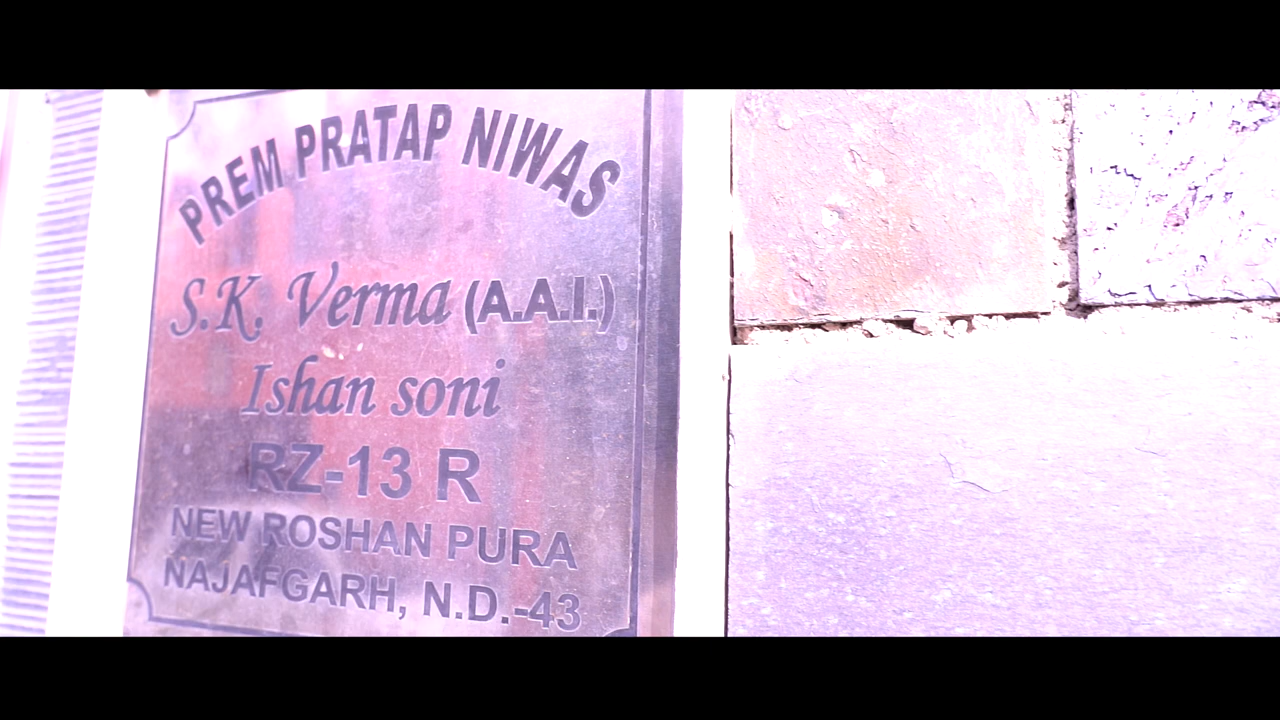 PREM PRATAP NIWAS
S.K. Verma (A.A.I.)
Ishan soni
RZ-13 R
NEW ROSHAN PURA
NAJAFGARH, N.D.-43